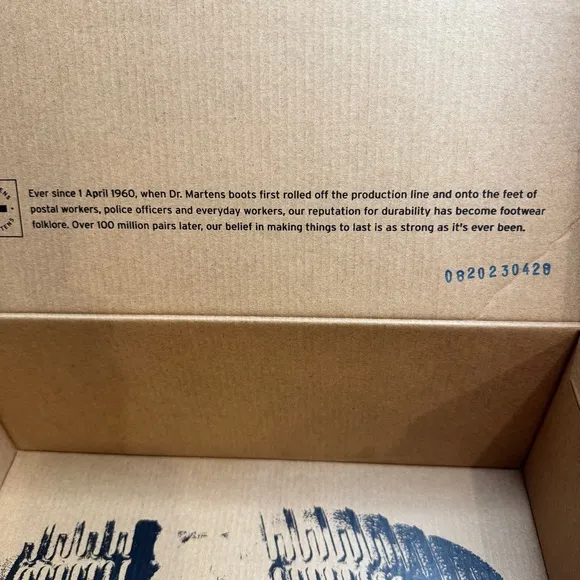 Ever since 1 April 1960, when Dr. Martens boots first rolled off the production line and onto the feet of
postal workers, police officers and everyday workers, our reputation for durability has become footwear
folklore. Over 100 million pairs later, our belief in making things to last is as strong as it's ever been.
0820230428